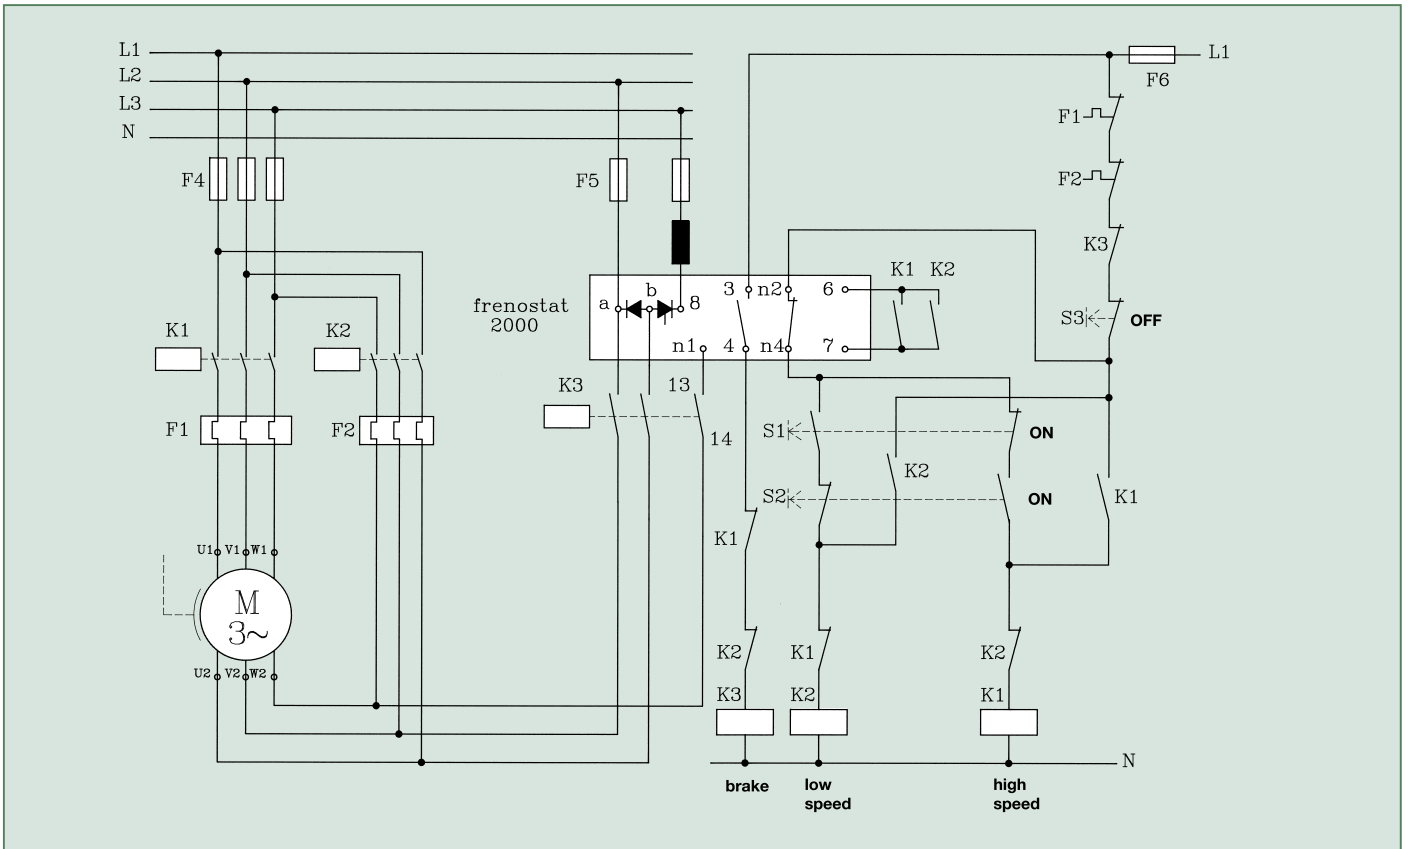 L1
L2
L3
N
L1
F6
F1
F4
F5
F2
K3
frenostat
2000
a
b
8
3
n2
6
K1
K2
n1
4
n4
7
S3
OFF
K1
K2
K3
13
14
F1
F2
S1
ON
K2
S2
ON
K1
K1
U1
V1
W1
M
3~
U2
V2
W2
K2
K1
K2
K3
K2
K1
N
brake
low
speed
high
speed